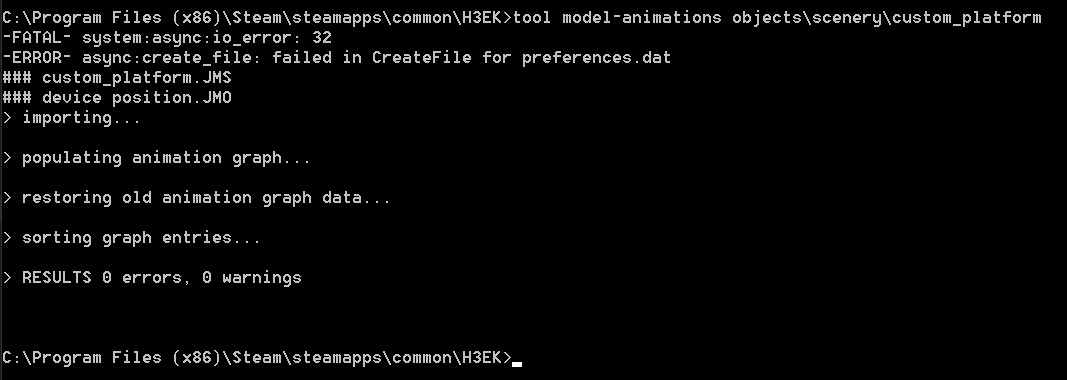 C:\Program Files (x86)\Steam\steamapps\common\H3EK>tool model-animations objects\scenery\custom_platform
-FATAL- system:async:io_error: 32
-ERROR- async:create_file: failed in CreateFile for preferences.dat
### custom_platform.JMS
### device position.JMO
> importing...
> populating animation graph...
> restoring old animation graph data...
> sorting graph entries...
> RESULTS 0 errors, 0 warnings
C:\Program Files (x86)\Steam\steamapps\common\H3EK>